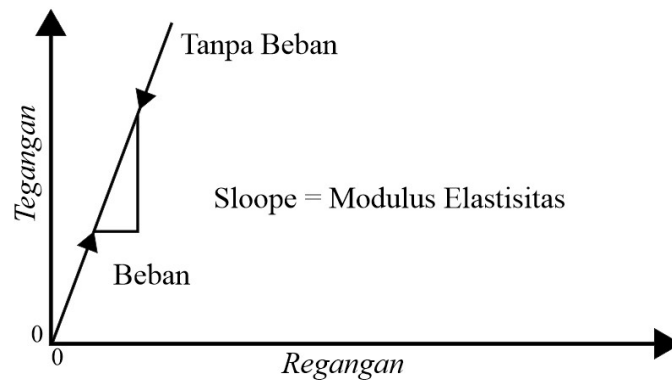 Tanpa Beban
Tegangan
Sloope = Modulus Elastisitas
Beban
0
0
Regangan